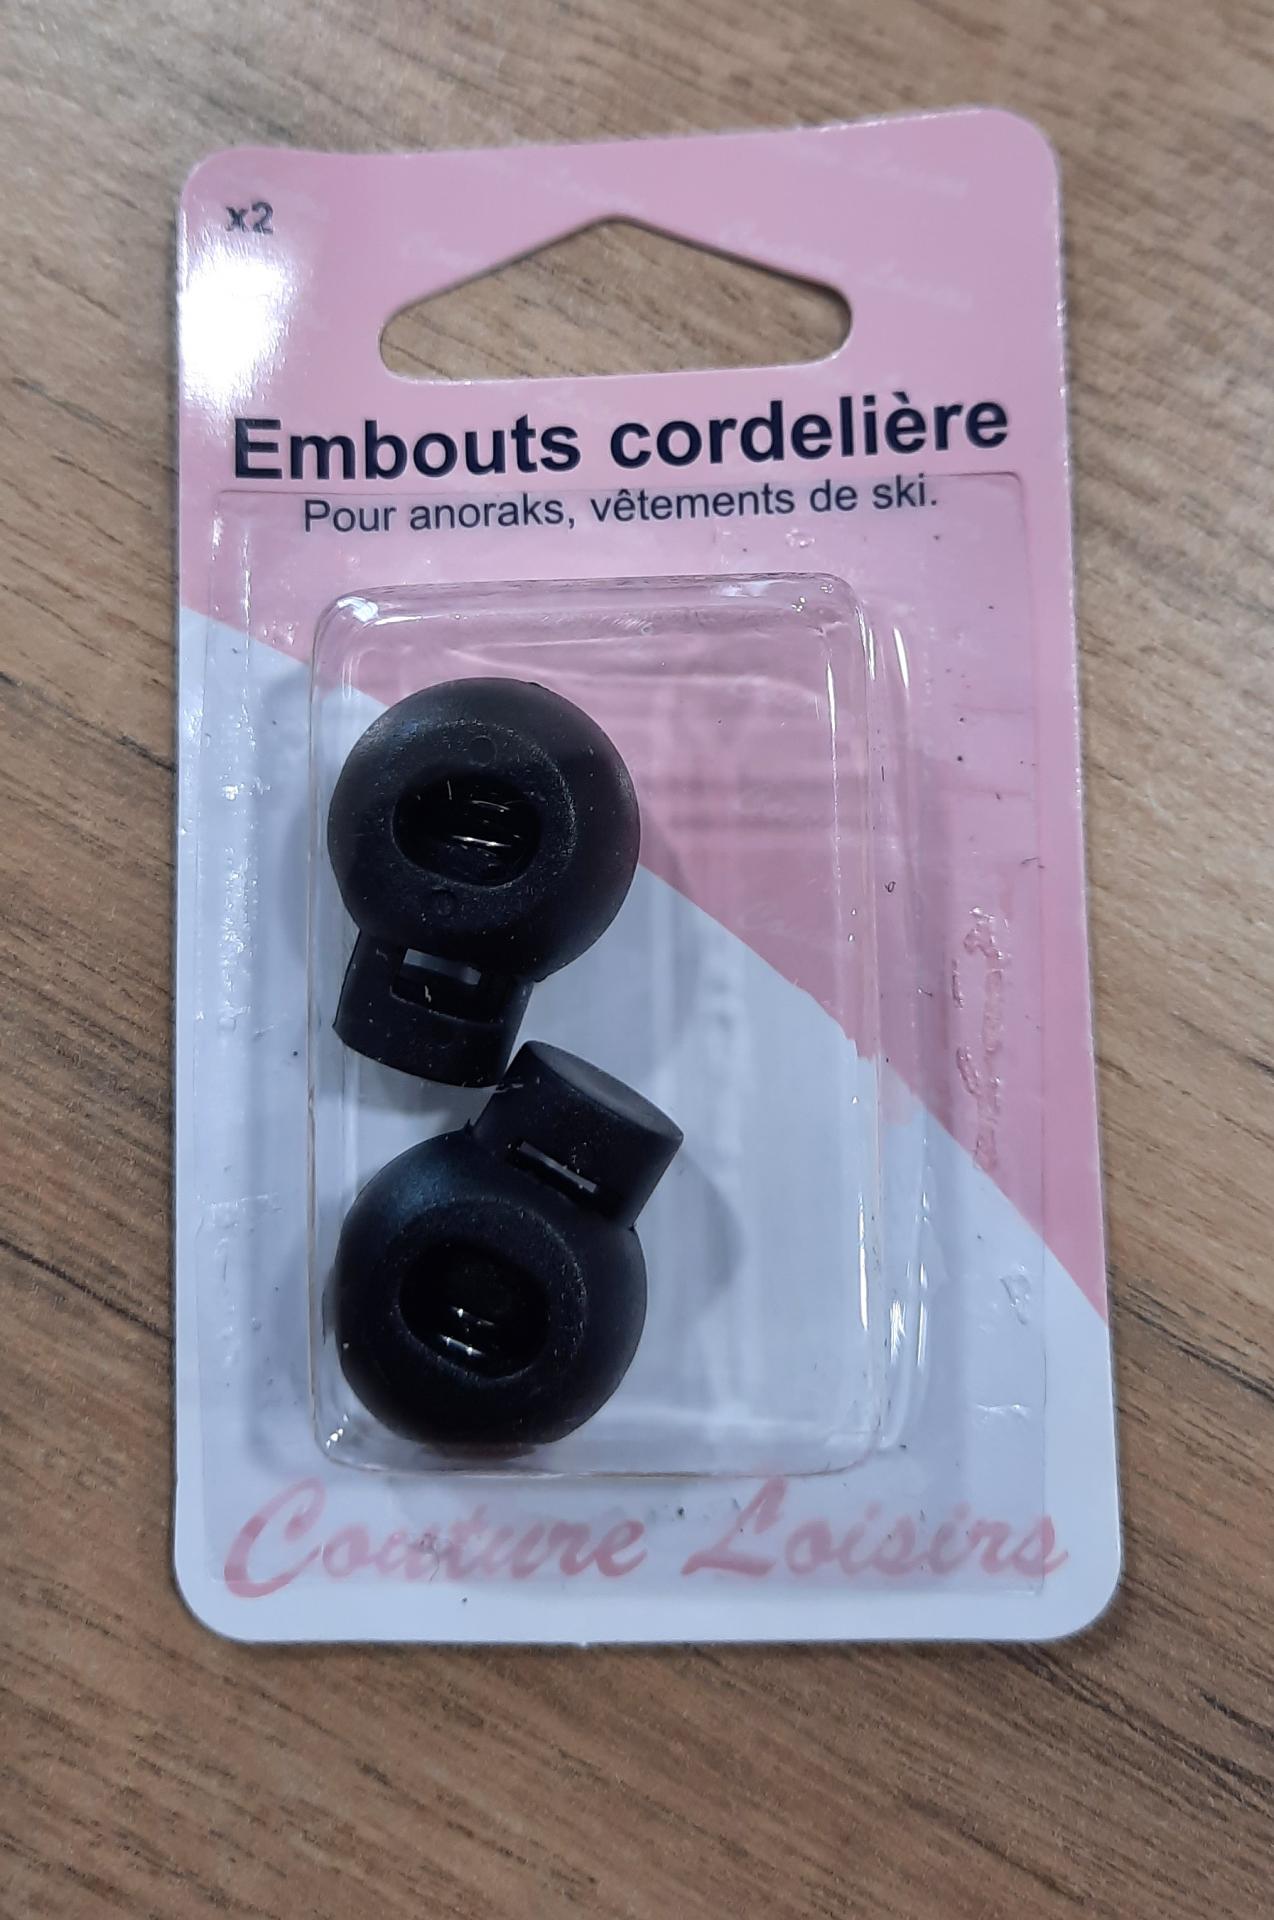 x2
Embouts cordelière
Pour anoraks, vêtements de ski.
Couture Loisirs